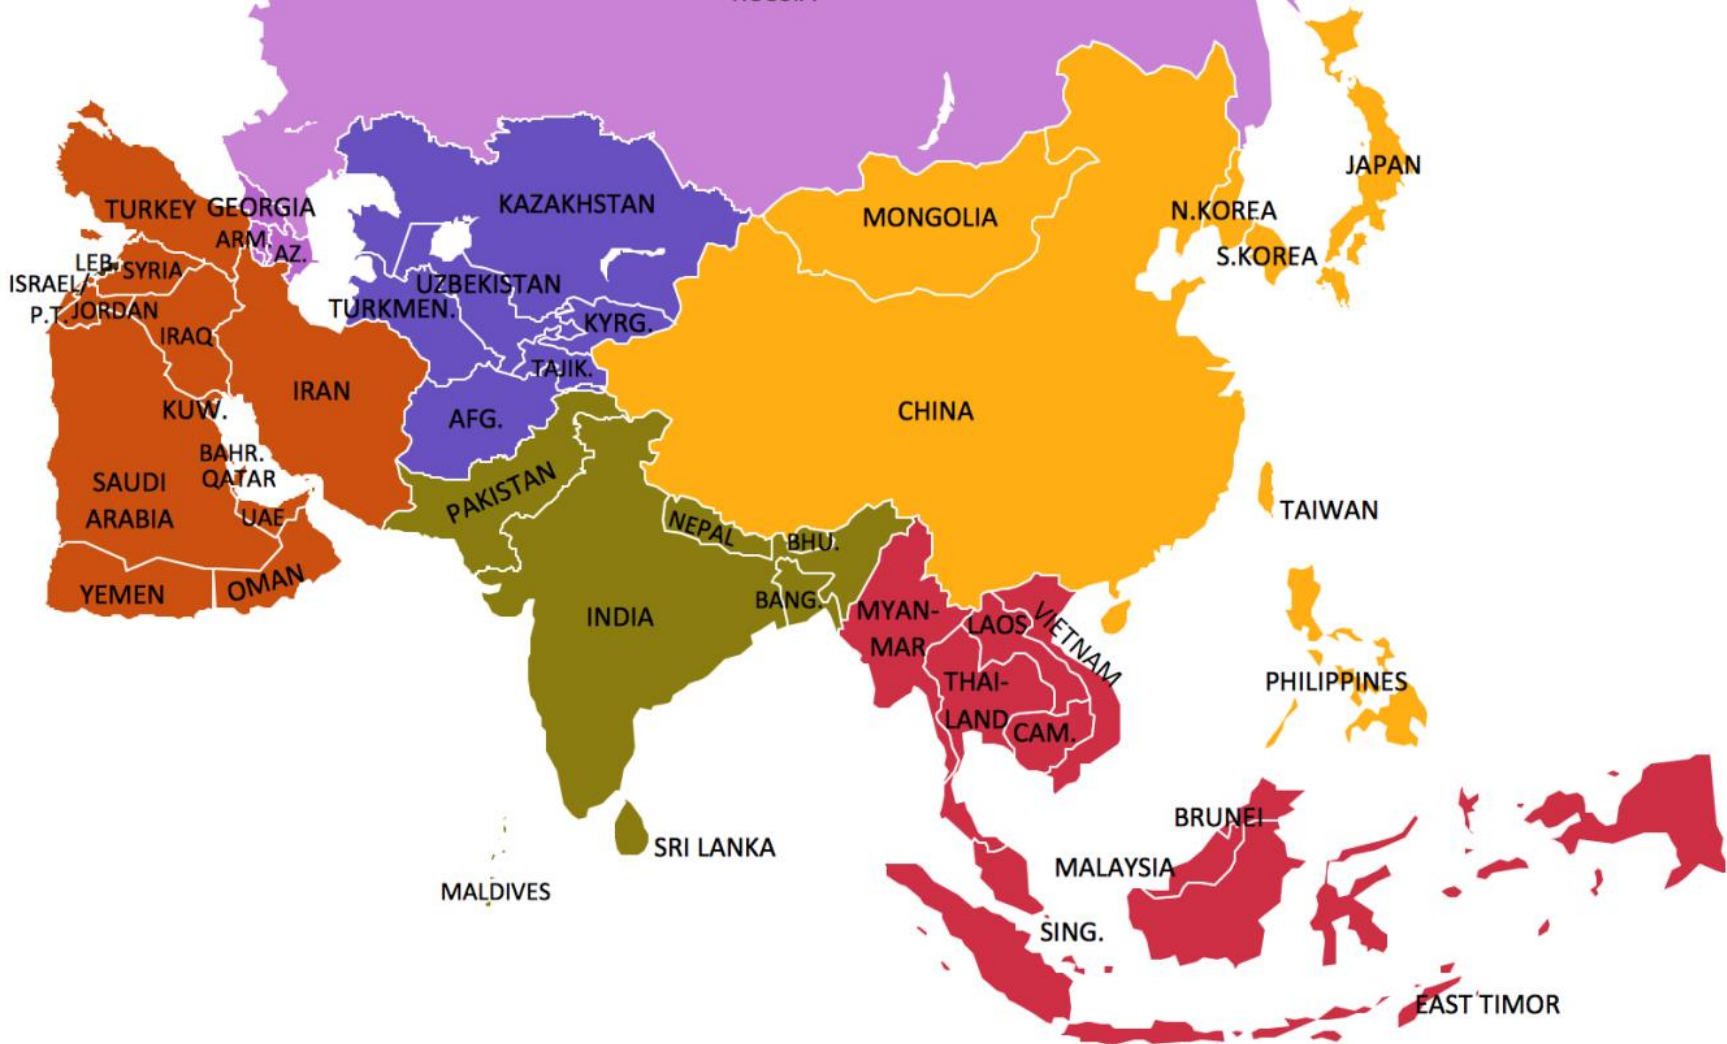 JAPAN
KAZAKHSTAN
TURKEY
GEORGIA
MONGOLIA
N.KOREA
ARM.
AZ.
S.KOREA
LEB.
SYRIA
ISRAEL/
P.T.
JORDAN
UZBEKISTAN
TURKMEN.
KYRG.
IRAQ
TAJIK.
IRAN
KUW.
AFG.
CHINA
BAHR.
QATAR
SAUDI
ARABIA
PAKISTAN
UAE
NEPAL
BHU.
TAIWAN
YEMEN
OMAN
INDIA
BANG.
MYAN-
MAR
LAOS
VIETNAM
THAI-
LAND
CAM.
PHILIPPINES
BRUNEI
SRI LANKA
MALAYSIA
MALDIVES
SING.
EAST TIMOR